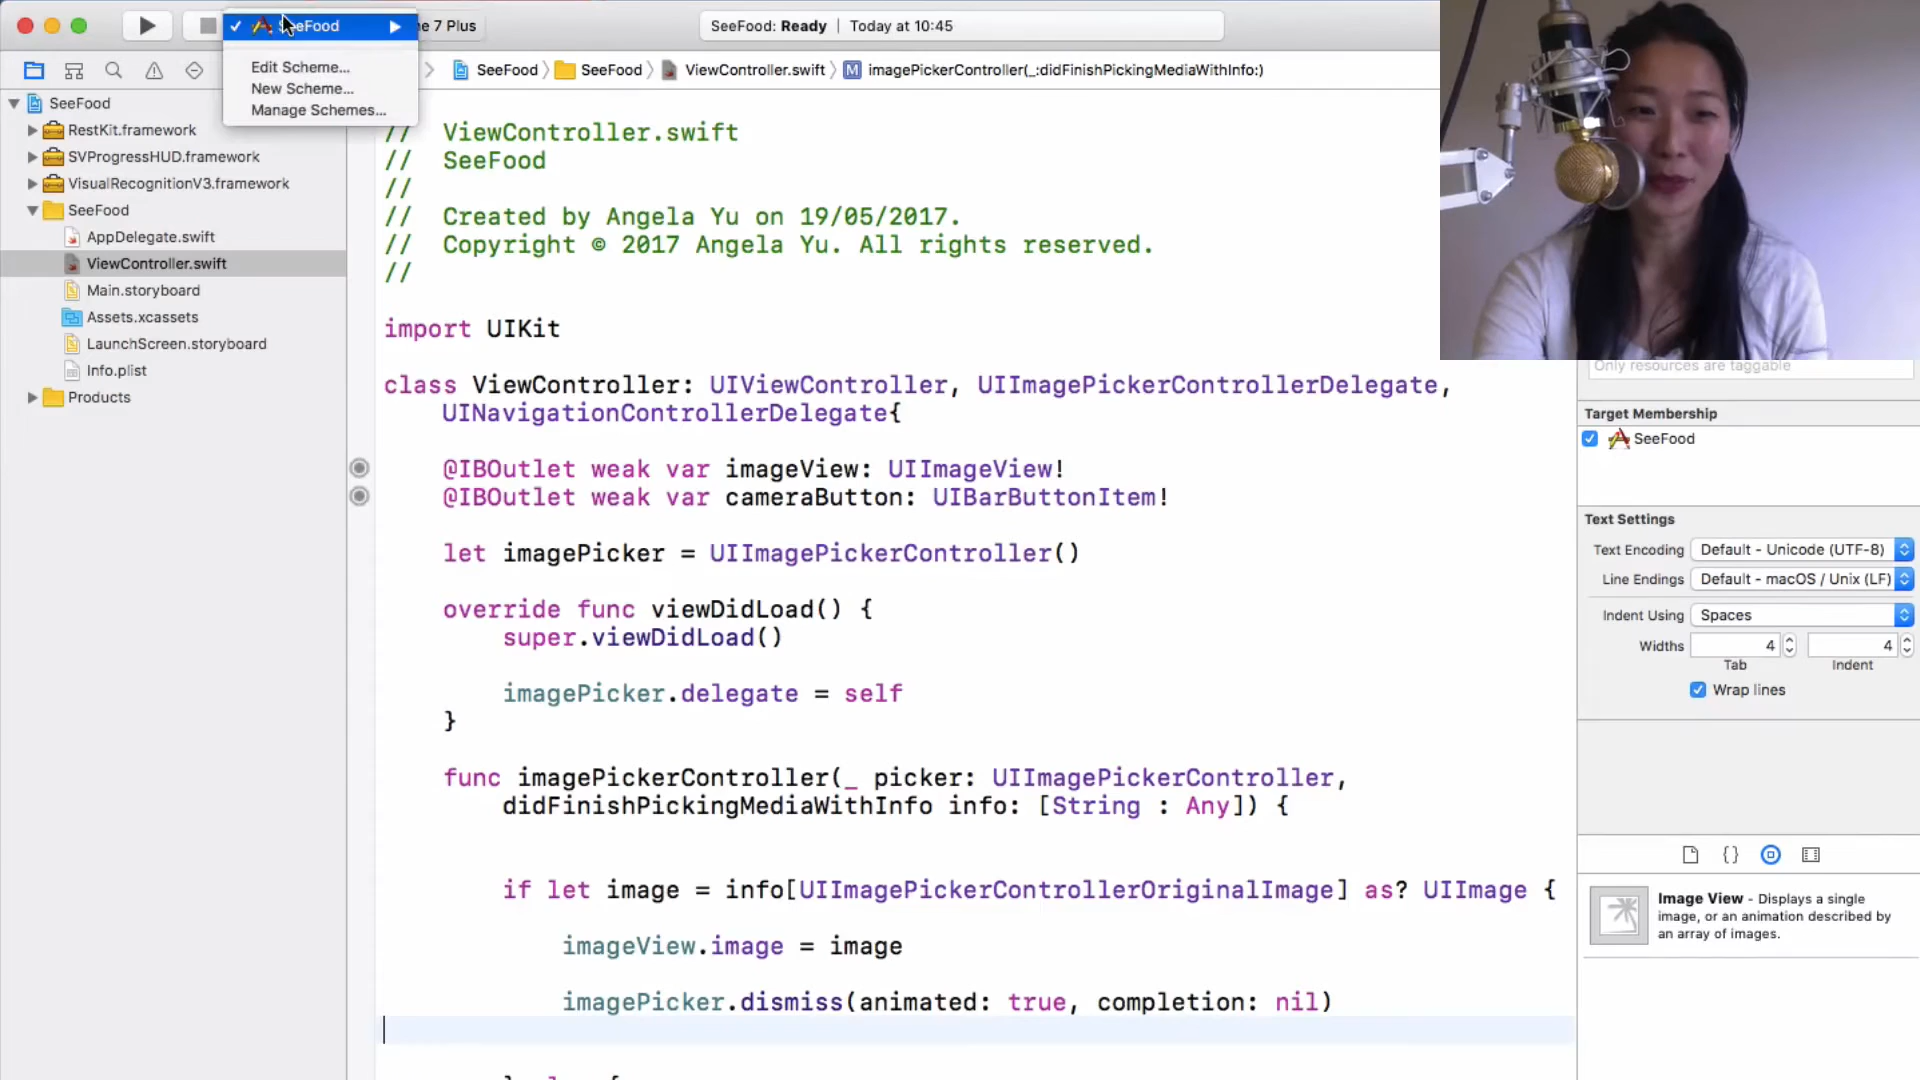 SeeFood
e 7 Plus
SeeFood: Ready | Today at 10:45
Edit Scheme...
New Scheme...
Manage Schemes...
SeeFood
SeeFood
ViewController.swift
M
imagePickerController(_:didFinishPickingMediaWithInfo:)
SeeFood
RestKit.framework
SVProgressHUD.framework
VisualRecognitionV3.framework
SeeFood
AppDelegate.swift
ViewController.swift
Main.storyboard
Assets.xcassets
LaunchScreen.storyboard
Info.plist
Products
// ViewController.swift
// SeeFood
//
// Created by Angela Yu on 19/05/2017.
// Copyright © 2017 Angela Yu. All rights reserved.
//
import UIKit
class ViewController: UIViewController, UIImagePickerControllerDelegate,
UINavigationControllerDelegate{
@IBOutlet weak var imageView: UIImageView!
@IBOutlet weak var cameraButton: UIBarButtonItem!
let imagePicker = UIImagePickerController()
override func viewDidLoad() {
super.viewDidLoad()
imagePicker.delegate = self
}
func imagePickerController(_ picker: UIImagePickerController,
didFinishPickingMediaWithInfo info: [String : Any]) {
if let image = info[UIImagePickerControllerOriginalImage] as? UIImage {
imageView.image = image
imagePicker.dismiss(animated: true, completion: nil)
Only resources are taggable
Target Membership
SeeFood
Text Settings
Text Encoding Default - Unicode (UTF-8)
Line Endings Default - macOS / Unix (LF)
Indent Using Spaces
Widths 4 4
Tab Indent
Wrap lines
{}
Image View - Displays a single
image, or an animation described by
an array of images.